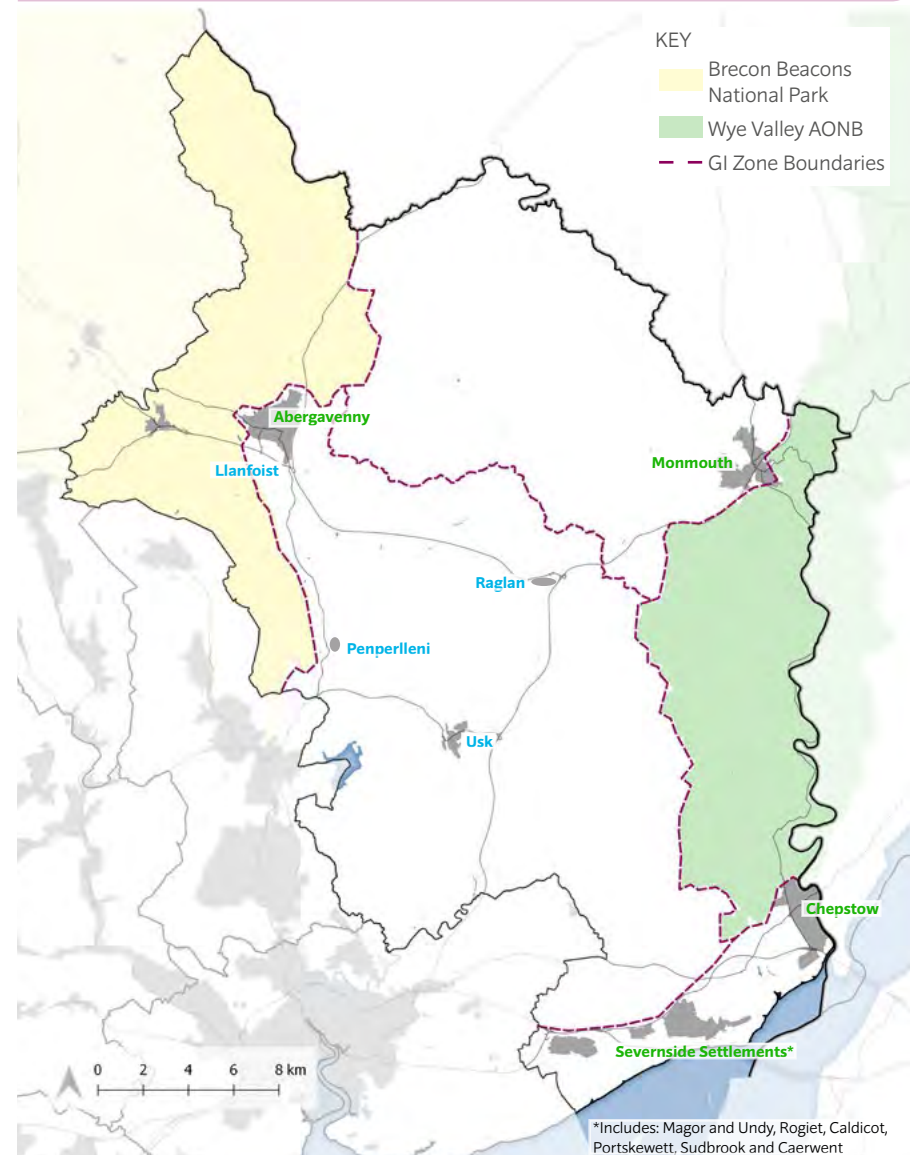 KEY
Brecon Beacons
National Park
Wye Valley AONB
GI Zone Boundaries
Abergavenny
Llanfoist
Monmouth
Raglan
Penperlleni
Usk
Chepstow
Severnside Settlements*
0 2 4 6 8 km
*Includes: Magor and Undy, Rogiet, Caldicot,
Portskewett, Sudbrook and Caerwent